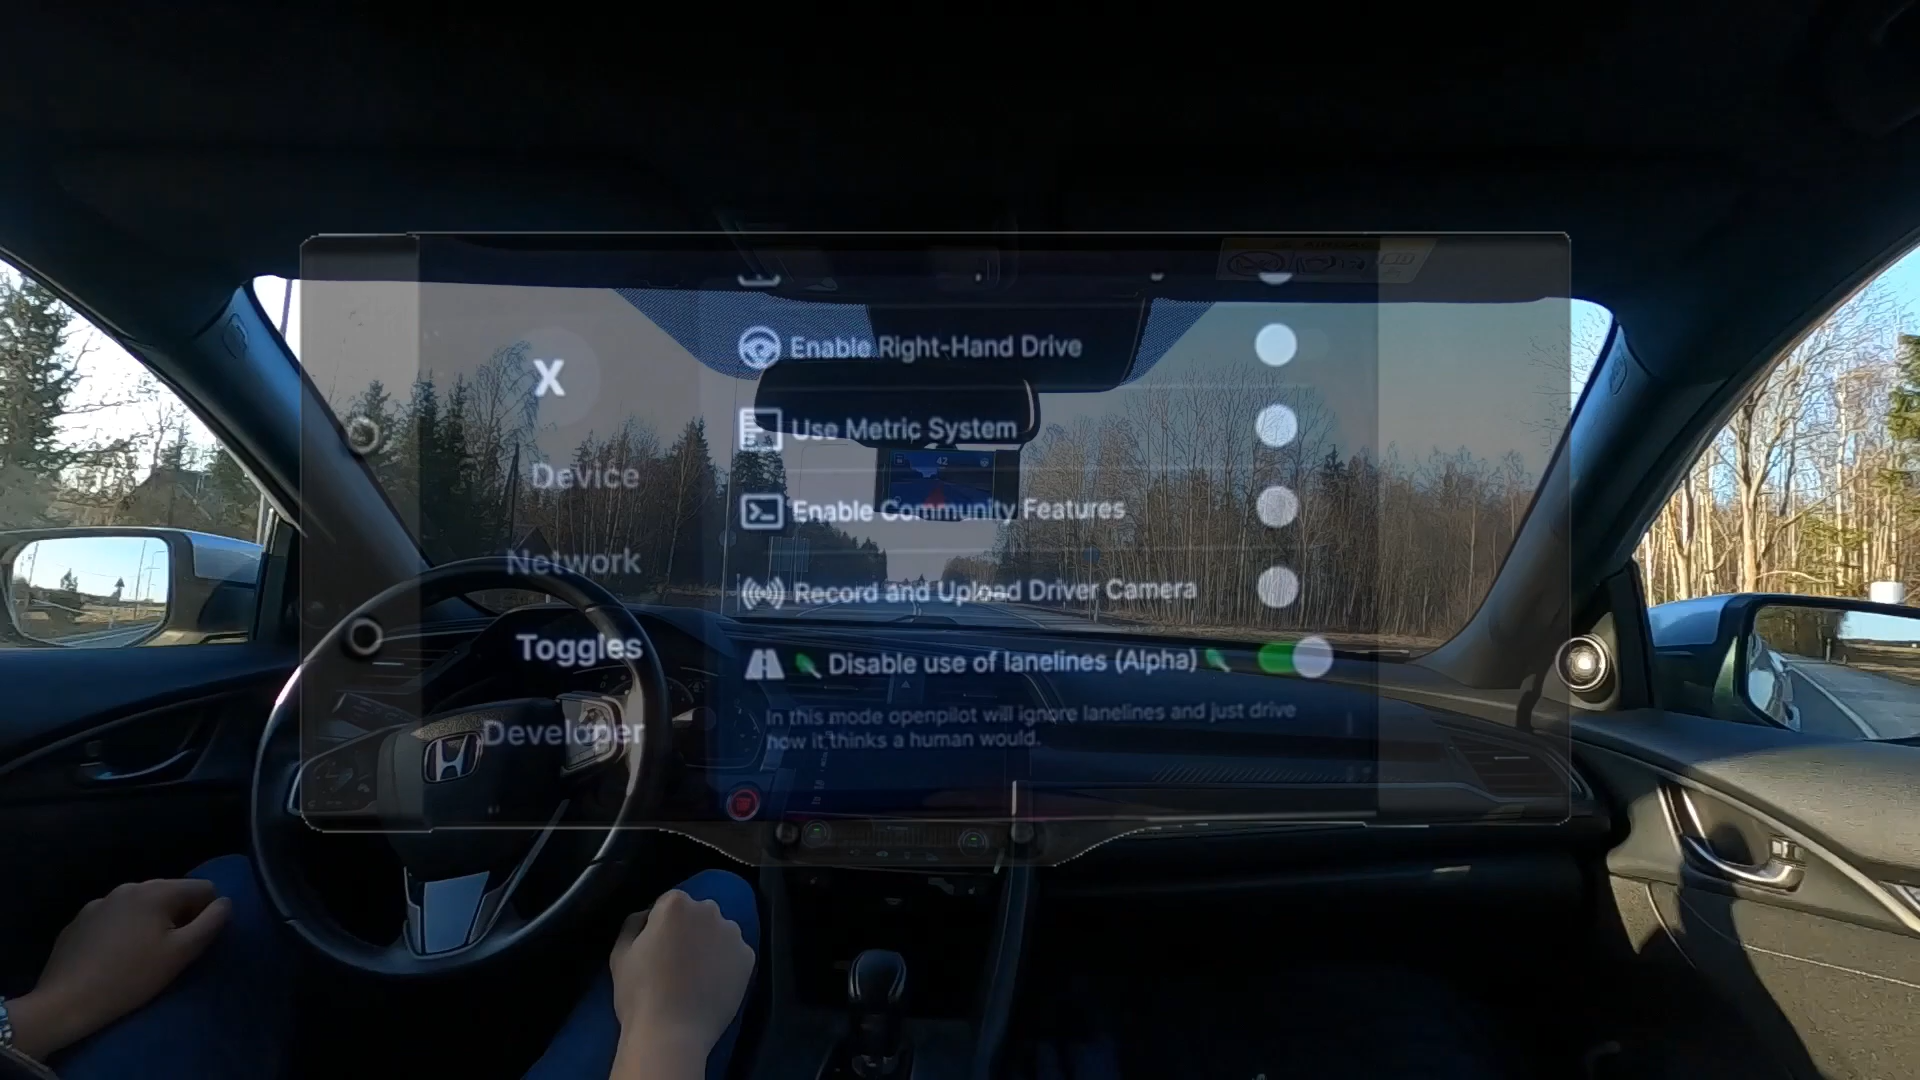 X
Device
Network
Toggles
Developer
Enable Right-Hand Drive
Use Metric System
Enable Community Features
Record and Upload Driver Camera
Disable use of lanelines (Alpha)
In this mode openpilot will ignore lanelines and just drive
how it thinks a human would.
42